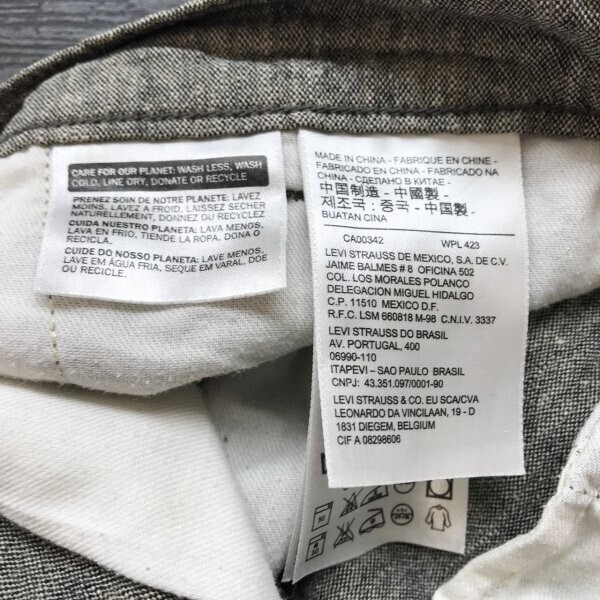 CARE FOR OUR PLANET: WASH LESS, WASH
COLD, LINE DRY, DONATE OR RECYCLE
PRENEZ SOIN DE NOTRE PLANETE: LAVEZ
MOINS, LAVEZ A FROID, LAISSEZ SECHER
NATURELLEMENT, DONNEZ OU RECYCLEZ
CUIDA NUESTRO PLANETA: LAVA MENOS,
LAVA EN FRIO, TIENDE LA ROPA, DONA O
RECICLA.
CUIDE DO NOSSO PLANETA: LAVE MENOS,
LAVE EM ÁGUA FRIA, SEQUE EM VARAL, DOE
OU RECICLE.
MADE IN CHINA - FABRIQUE EN CHINE -
FABRICADO EN CHINA - FABRICADO NA
CHINA - СДЕЛАНО В КИТАЕ -
中国制造 - 中國製 -
제조국: 중국 - 中国製 -
BUATAN CINA
CA00342 WPL 423
LEVI STRAUSS DE MEXICO, S.A. DE C.V.
JAIME BALMES # 8 OFICINA 502
COL. LOS MORALES POLANCO
DELEGACION MIGUEL HIDALGO
C.P. 11510 MEXICO D.F.
R.F.C. LSM 660818 M-98 C.N.I.V. 3337
LEVI STRAUSS DO BRASIL
AV. PORTUGAL, 400
06990-110
ITAPEVI – SAO PAULO BRASIL
CNPJ: 43.351.097/0001-90
LEVI STRAUSS & CO. EU SCA/CVA
LEONARDO DA VINCILAAN, 19 - D
1831 DIEGEM, BELGIUM
CIF A 08298606